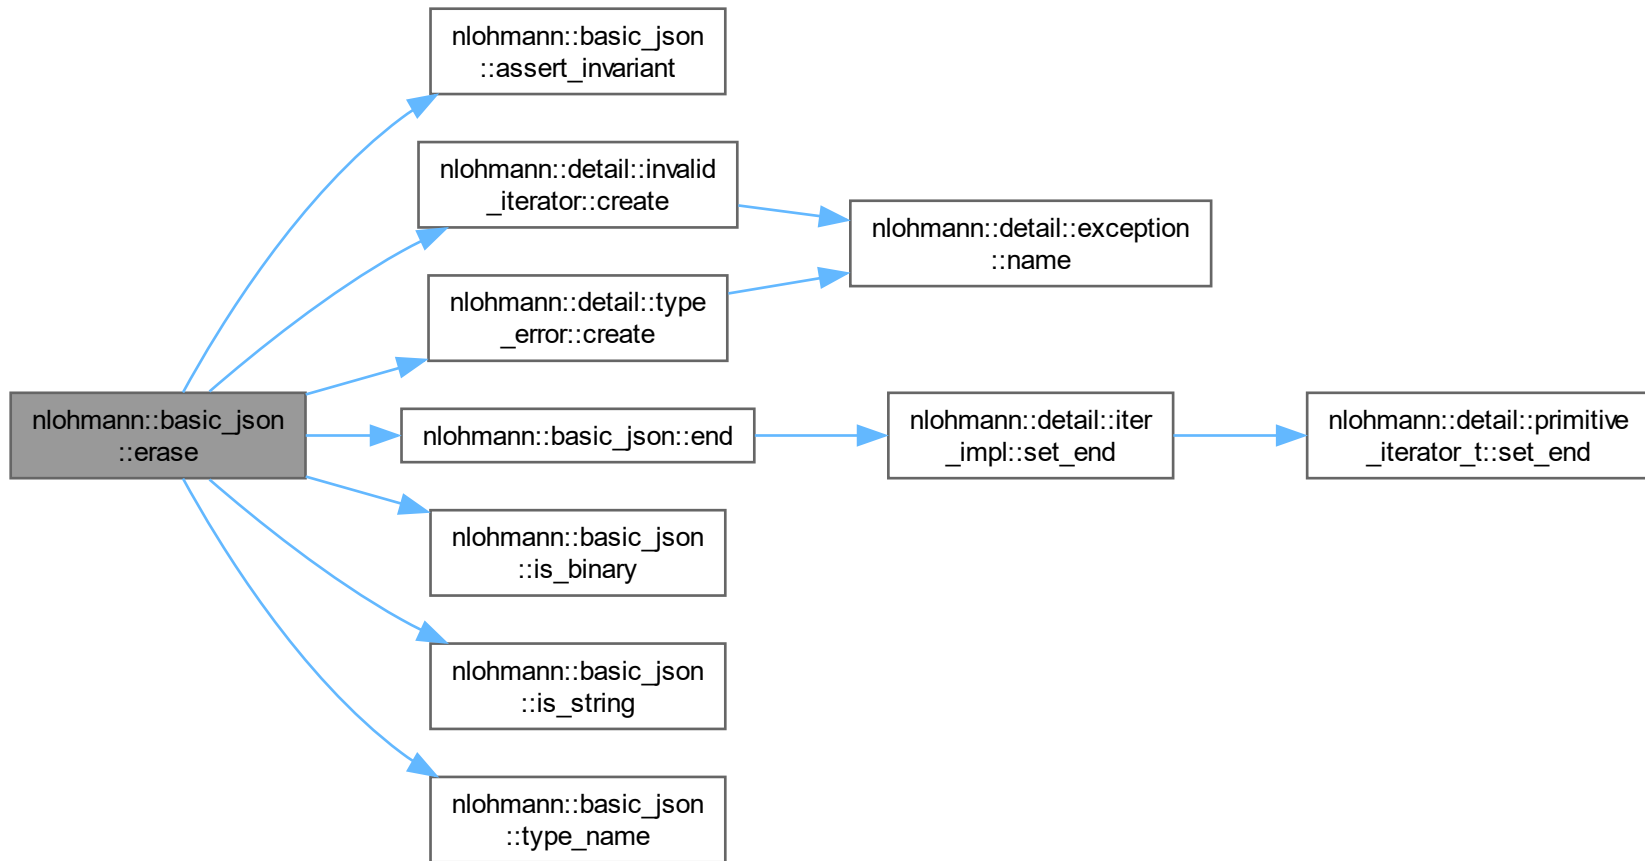 nlohmann::basic_json
::assert_invariant
nlohmann::detail::invalid
_iterator::create
nlohmann::detail::exception
::name
nlohmann::detail::type
_error::create
nlohmann::basic_json
::erase
nlohmann::basic_json::end
nlohmann::detail::iter
_impl::set_end
nlohmann::detail::primitive
_iterator_t::set_end
nlohmann::basic_json
::is_binary
nlohmann::basic_json
::is_string
nlohmann::basic_json
::type_name